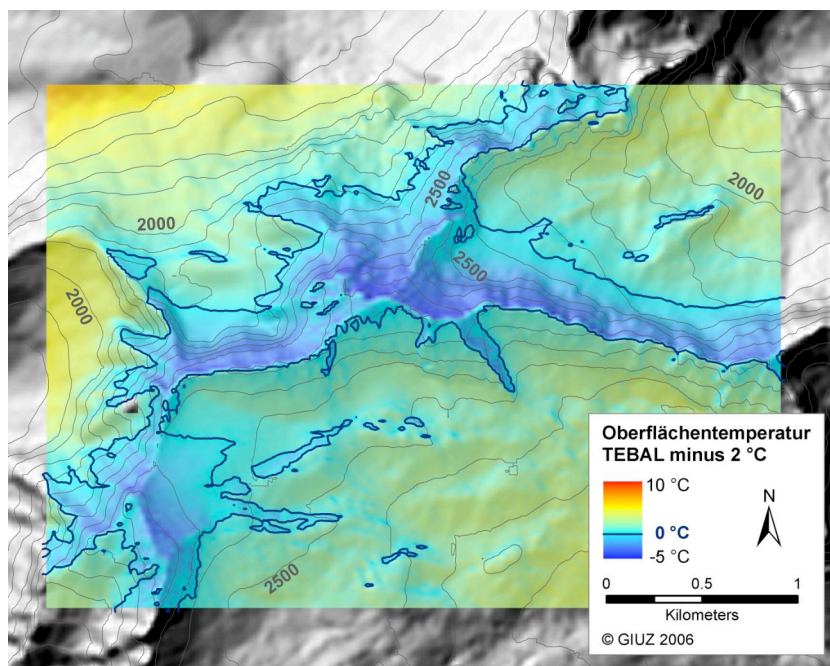 2500
2000
2000
2500
2000
2500
Oberflächentemperatur
TEBAL minus 2 °C
10 °C
0 °C
-5 °C
N
0 0.5 1
Kilometers
© GIUZ 2006